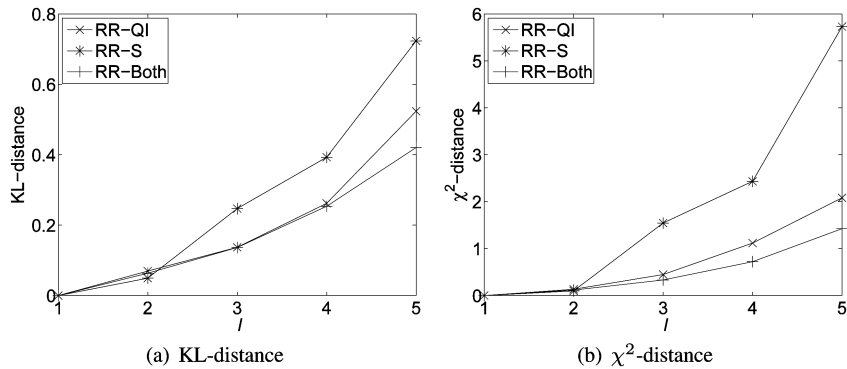 0.8
0.6
0.4
0.2
0
KL-distance
RR-QI
RR-S
RR-Both
1 2 3 4 5
l
(a) KL-distance
6
5
4
3
2
1
0
χ²-distance
RR-QI
RR-S
RR-Both
1 2 3 4 5
l
(b) χ²-distance